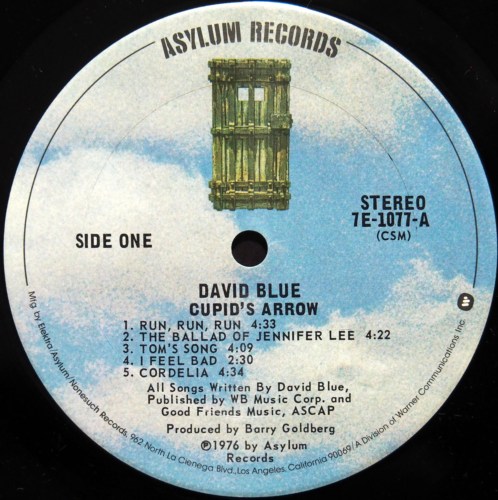 ASYLUM RECORDS
STEREO
7E-1077-A
(CSM)
SIDE ONE
DAVID BLUE
CUPID'S ARROW
1. RUN, RUN, RUN 4:33
2. THE BALLAD OF JENNIFER LEE 4:22
3. TOM'S SONG 4:09
4. I FEEL BAD 2:30
5. CORDELIA 4:34
All Songs Written By David Blue,
Published by WB Music Corp. and
Good Friends Music, ASCAP
Produced by Barry Goldberg
℗1976 by Asylum
Records
Mfg by Elektra/Asylum/Nonesuch Records, 962 North La Cienega Blvd., Los Angeles, California 90069/A Division of Warner Communications Inc